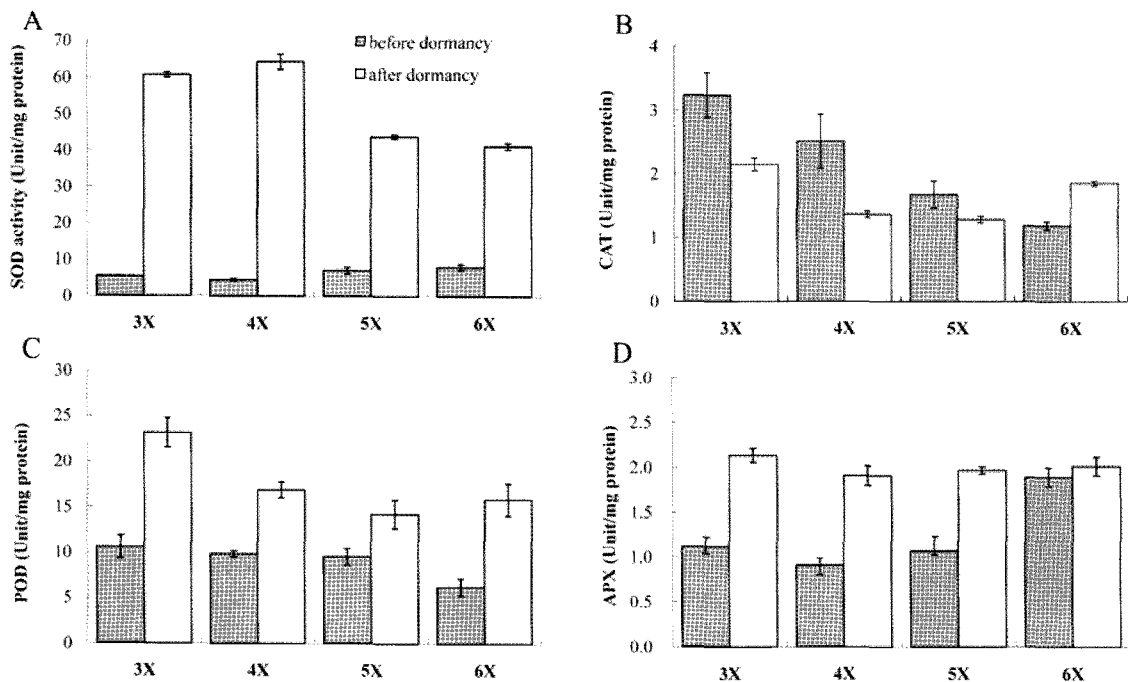 A
SOD activity (Unit/mg protein)
70
60
50
40
30
20
10
0
before dormancy
after dormancy
3X 4X 5X 6X
B
CAT (Unit/mg protein)
4
3
2
1
0
3X 4X 5X 6X
C
POD (Unit/mg protein)
30
25
20
15
10
5
0
3X 4X 5X 6X
D
APX (Unit/mg protein)
3.0
2.5
2.0
1.5
1.0
0.5
0.0
3X 4X 5X 6X